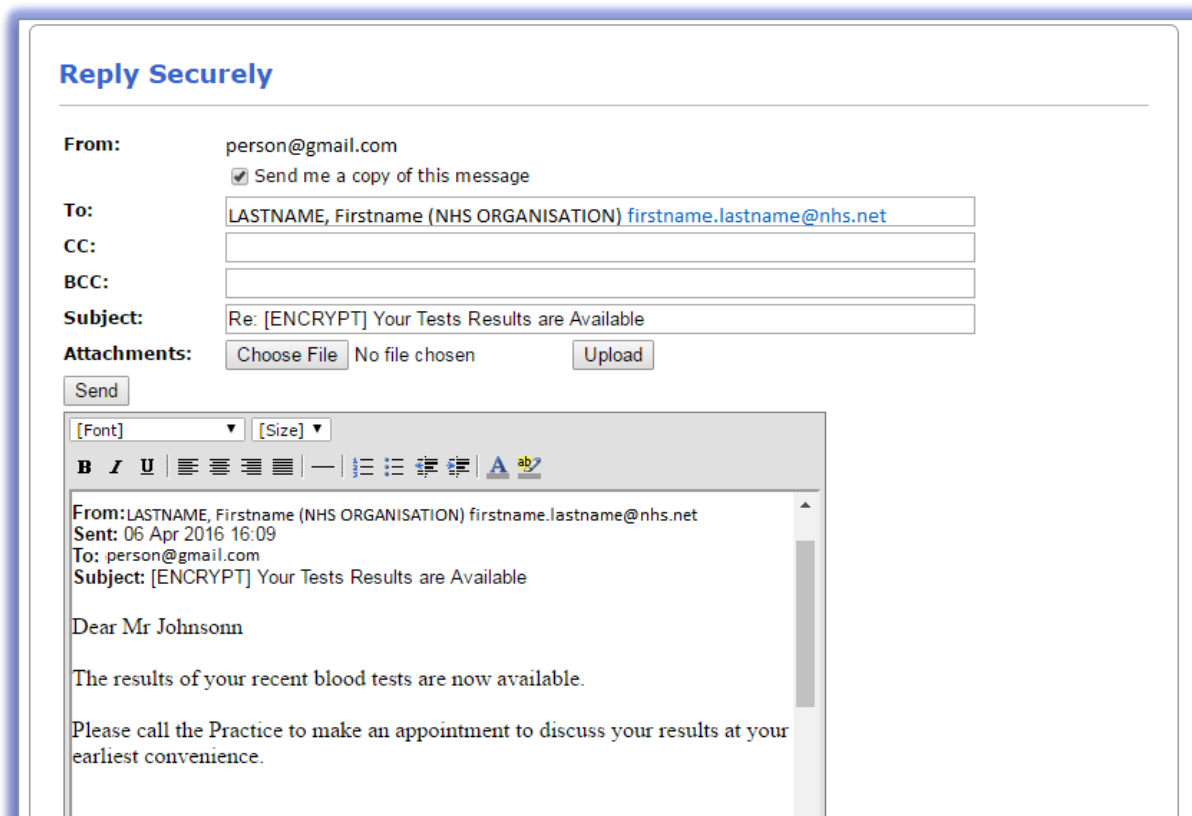 Reply Securely
From: person@gmail.com
Send me a copy of this message
To: LASTNAME, Firstname (NHS ORGANISATION) firstname.lastname@nhs.net
CC:
BCC:
Subject: Re: [ENCRYPT] Your Tests Results are Available
Attachments: Choose File No file chosen Upload
Send
[Font] [Size]
B I U A ab
From: LASTNAME, Firstname (NHS ORGANISATION) firstname.lastname@nhs.net
Sent: 06 Apr 2016 16:09
To: person@gmail.com
Subject: [ENCRYPT] Your Tests Results are Available
Dear Mr Johnsonn
The results of your recent blood tests are now available.
Please call the Practice to make an appointment to discuss your results at your
earliest convenience.